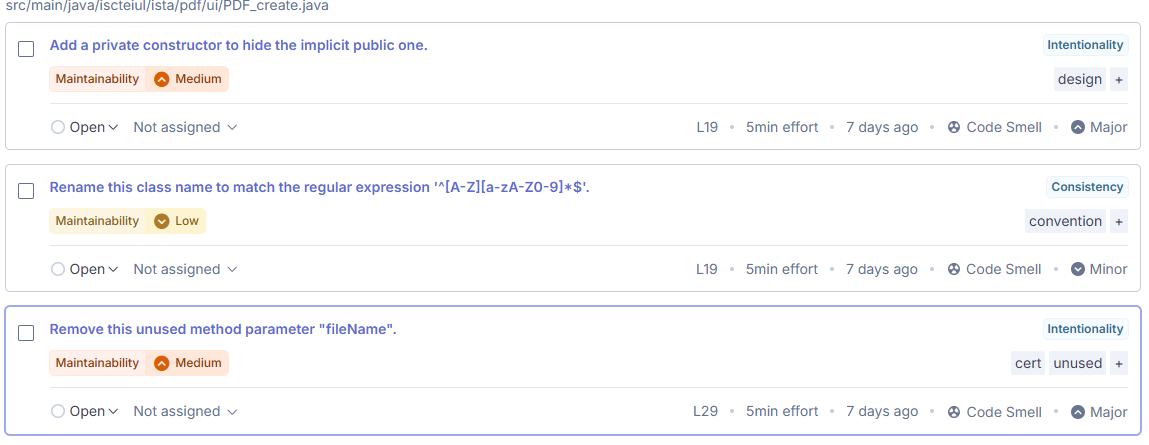 src/main/java/iscteiul/ista/pdf/ui/PDF_create.java
Add a private constructor to hide the implicit public one. Intentionality
Maintainability Medium design +
Open Not assigned L19 • 5min effort • 7 days ago • Code Smell • Major
Rename this class name to match the regular expression '^[A-Z][a-zA-Z0-9]*$'. Consistency
Maintainability Low convention +
Open Not assigned L19 • 5min effort • 7 days ago • Code Smell • Minor
Remove this unused method parameter "fileName". Intentionality
Maintainability Medium cert unused +
Open Not assigned L29 • 5min effort • 7 days ago • Code Smell • Major